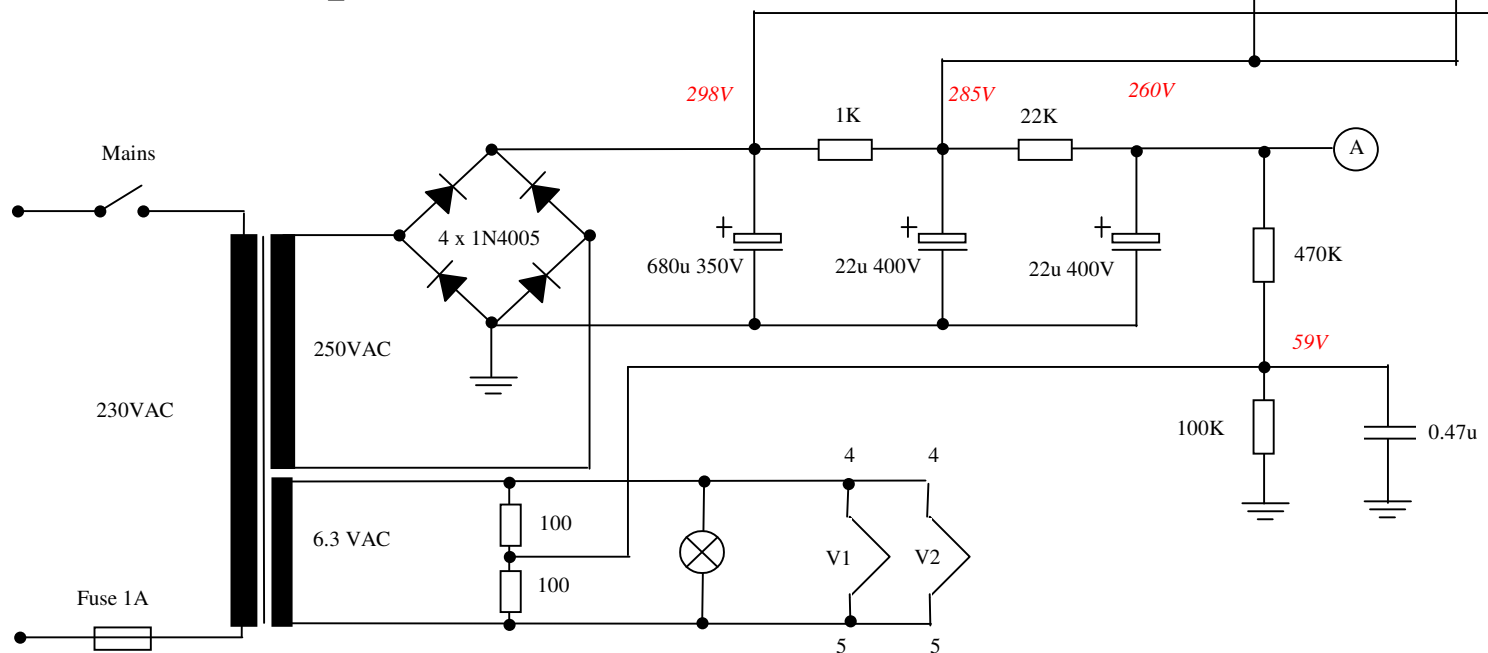 298V
285V
260V
1K
22K
Mains
A
4 x 1N4005
680u 350V
22u 400V
22u 400V
470K
250VAC
59V
230VAC
100K
0.47u
4
4
6.3 VAC
100
V1
V2
100
Fuse 1A
5
5